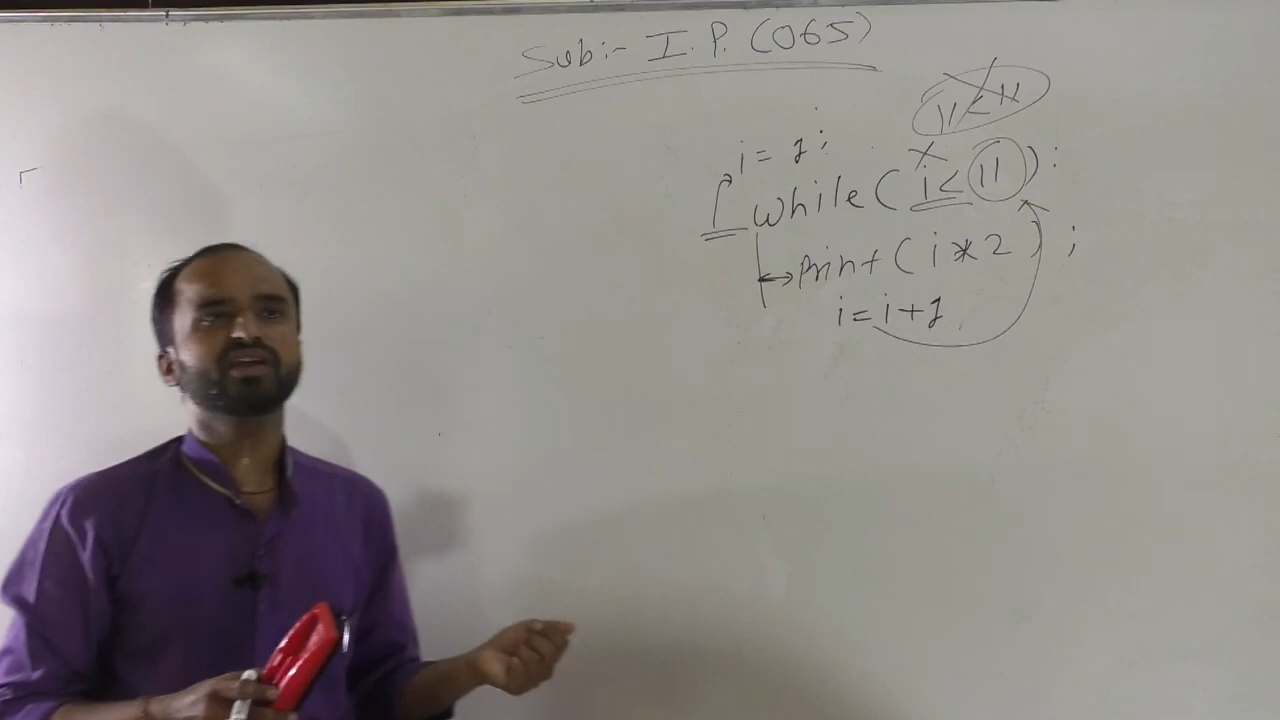 Sub:- I.P. (065)
11<11
i = 1;
while (i<11):
print (i*2);
i=i+1